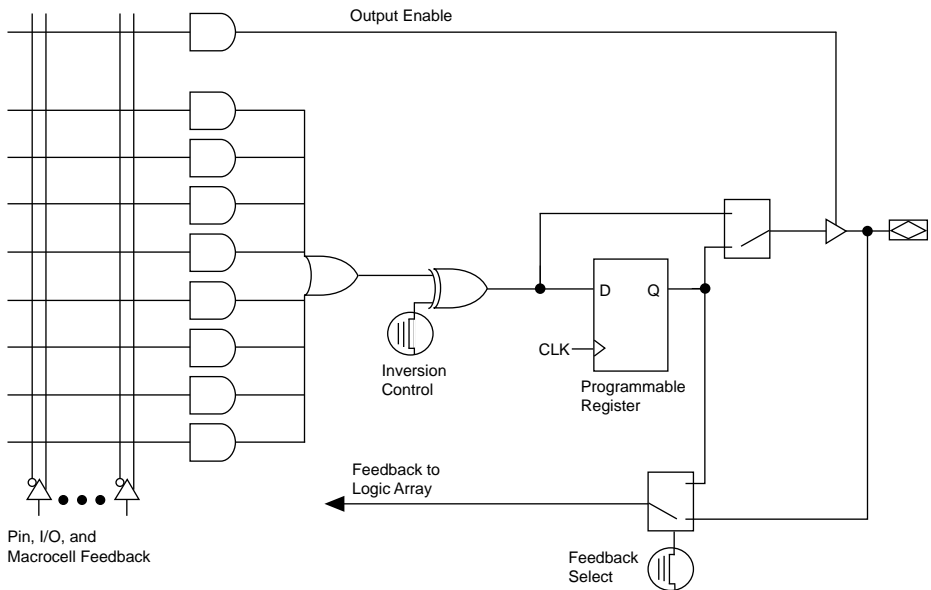 Output Enable
D
Q
CLK
Inversion
Control
Programmable
Register
Feedback to
Logic Array
Pin, I/O, and
Macrocell Feedback
Feedback
Select